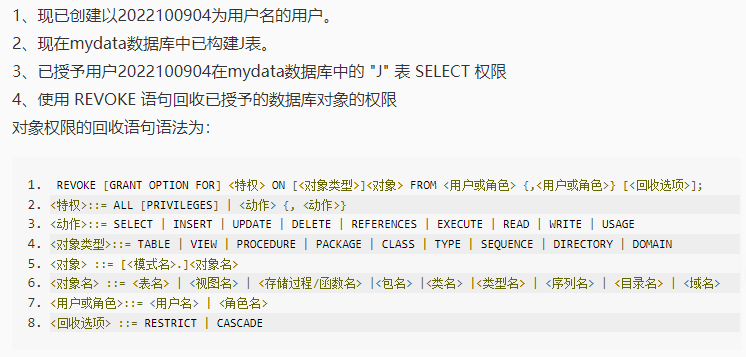 1、现已创建以2022100904为用户名的用户。
2、现在mydata数据库中已构建J表。
3、已授予用户2022100904在mydata数据库中的 "J" 表 SELECT 权限
4、使用 REVOKE 语句回收已授予的数据库对象的权限
对象权限的回收语句语法为：
1. REVOKE [GRANT OPTION FOR] <特权> ON [<对象类型>]<对象> FROM <用户或角色> {,<用户或角色>} [<回收选项>];
2. <特权>::= ALL [PRIVILEGES] | <动作> {, <动作>}
3. <动作>::= SELECT | INSERT | UPDATE | DELETE | REFERENCES | EXECUTE | READ | WRITE | USAGE
4. <对象类型>::= TABLE | VIEW | PROCEDURE | PACKAGE | CLASS | TYPE | SEQUENCE | DIRECTORY | DOMAIN
5. <对象> ::= [<模式名>.]<对象名>
6. <对象名> ::= <表名> | <视图名> | <存储过程/函数名> |<包名> |<类名> |<类型名> | <序列名> | <目录名> | <域名>
7. <用户或角色>::= <用户名> | <角色名>
8. <回收选项> ::= RESTRICT | CASCADE